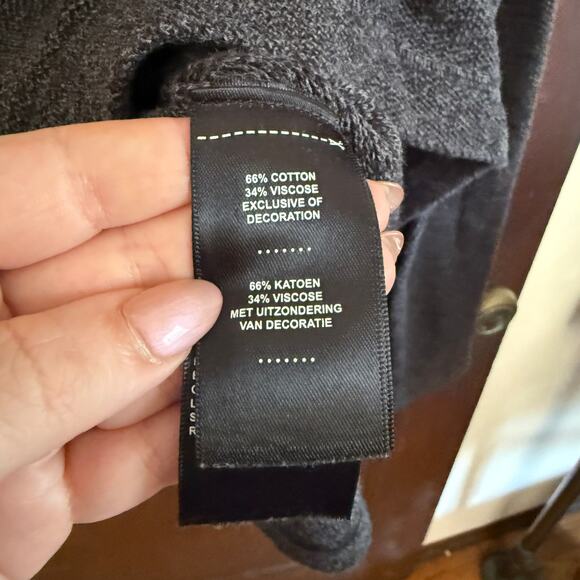 66% COTTON
34% VISCOSE
EXCLUSIVE OF
DECORATION
.......
66% KATOEN
34% VISCOSE
MET UITZONDERING
VAN DECORATIE
.......